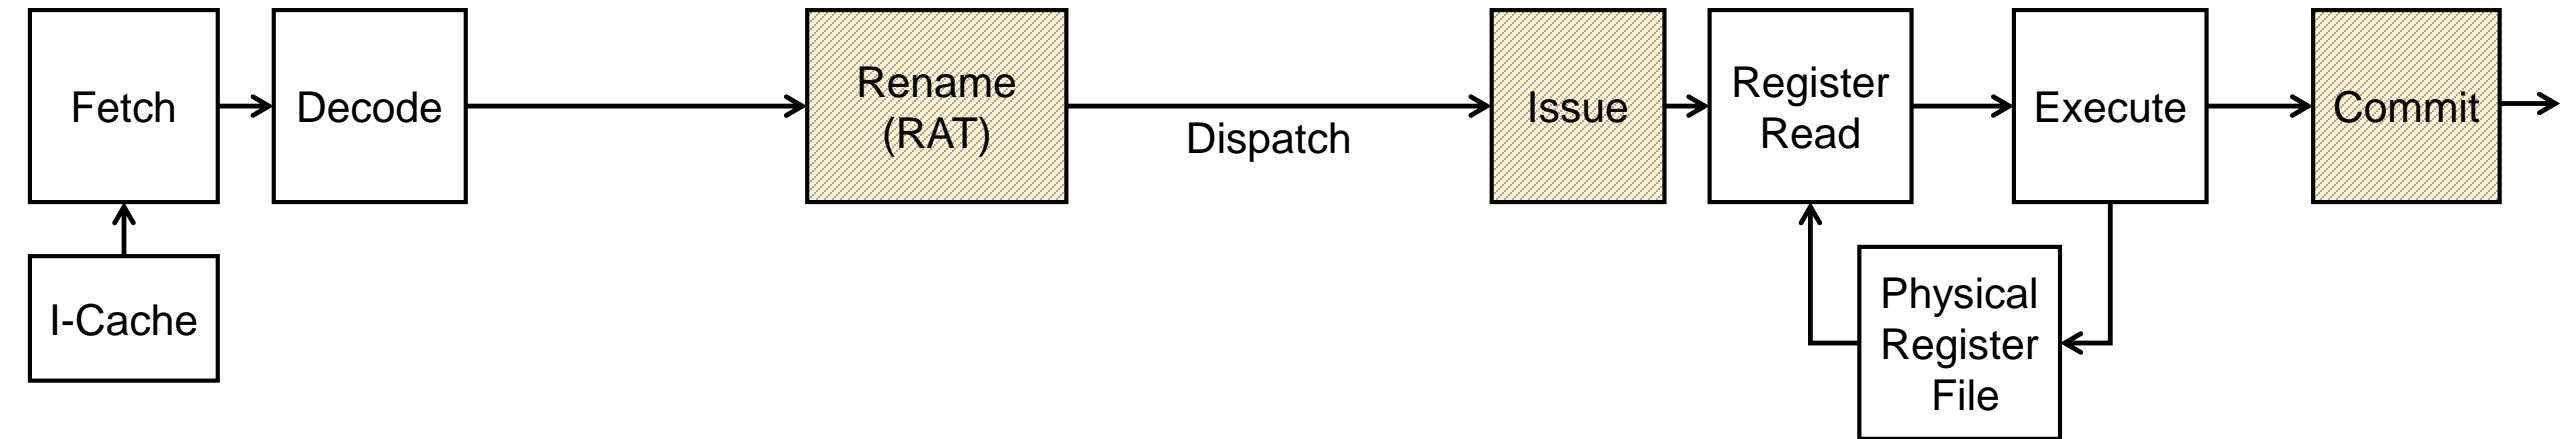 Fetch
Decode
Rename
(RAT)
Dispatch
Issue
Register
Read
Execute
Commit
I-Cache
Physical
Register
File